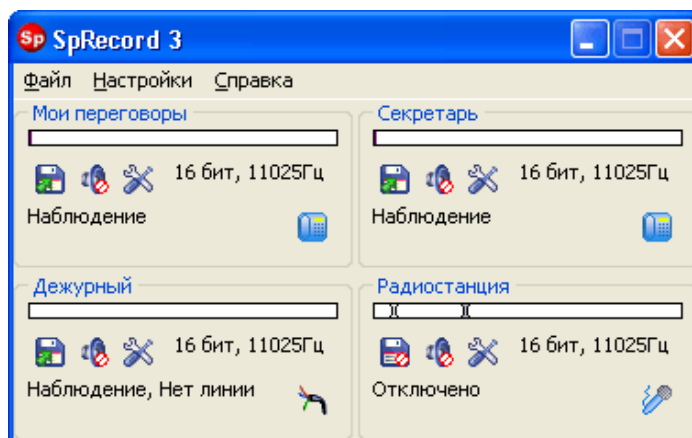 Sp SpRecord 3
Файл Настройки Справка
Мои переговоры
16 бит, 11025Гц
Наблюдение
Секретарь
16 бит, 11025Гц
Наблюдение
Дежурный
16 бит, 11025Гц
Наблюдение, Нет линии
Радиостанция
16 бит, 11025Гц
Отключено